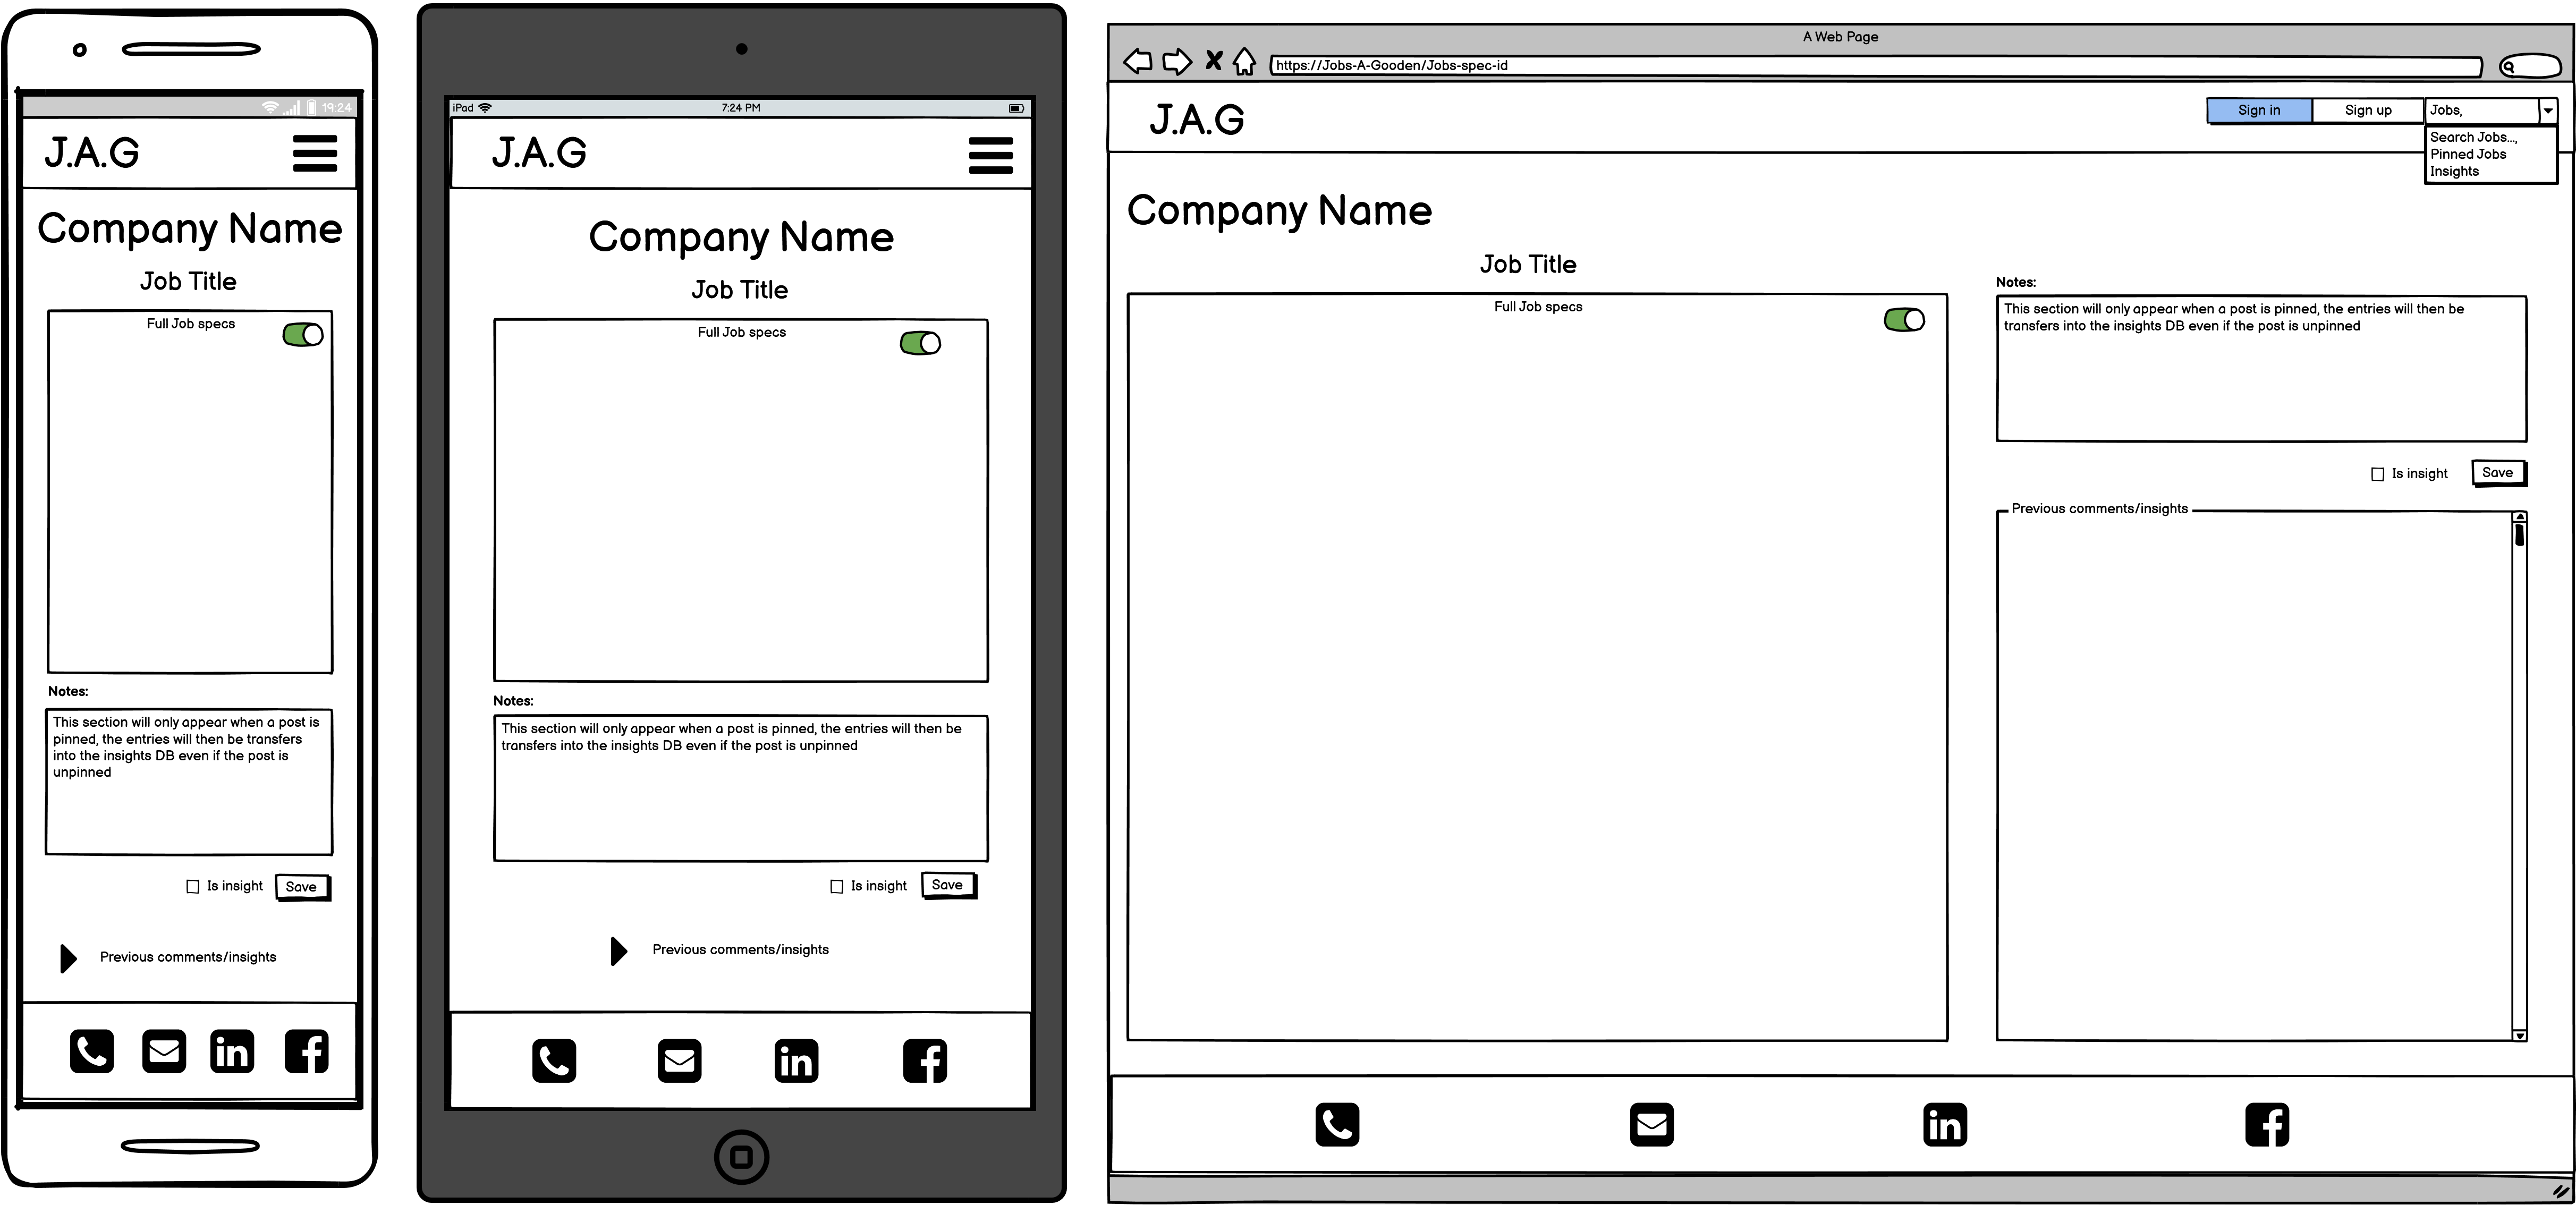 19:24
J.A.G
Company Name
Job Title
Full Job specs
Notes:
This section will only appear when a post is
pinned, the entries will then be transfers
into the insights DB even if the post is
unpinned
Is insight
Save
Previous comments/insights
in
f
iPad
7:24 PM
J.A.G
Company Name
Job Title
Full Job specs
Notes:
This section will only appear when a post is pinned, the entries will then be
transfers into the insights DB even if the post is unpinned
Is insight
Save
Previous comments/insights
in
f
A Web Page
https://Jobs-A-Gooden/Jobs-spec-id
J.A.G
Sign in
Sign up
Jobs,
Search Jobs...,
Pinned Jobs
Insights
Company Name
Job Title
Full Job specs
Notes:
This section will only appear when a post is pinned, the entries will then be
transfers into the insights DB even if the post is unpinned
Is insight
Save
Previous comments/insights
in
f